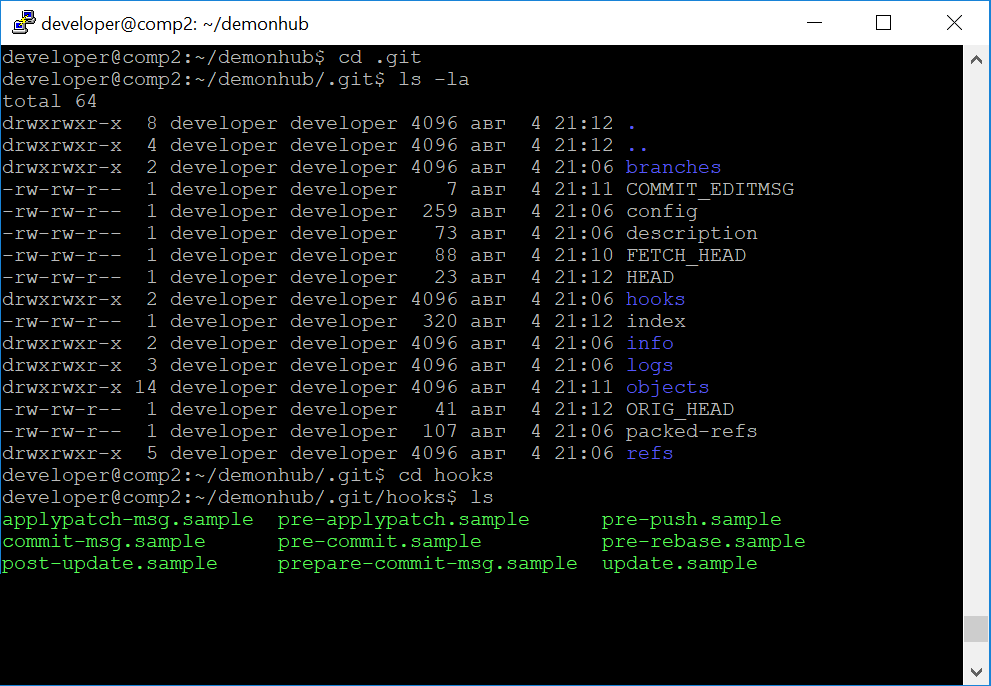 developer@comp2: ~/demonhub
developer@comp2:~/demonhub$ cd .git
developer@comp2:~/demonhub/.git$ ls -la
total 64
drwxrwxr-x  8 developer developer 4096 авг  4 21:12 .
drwxrwxr-x  4 developer developer 4096 авг  4 21:12 ..
drwxrwxr-x  2 developer developer 4096 авг  4 21:06 branches
-rw-rw-r--  1 developer developer    7 авг  4 21:11 COMMIT_EDITMSG
-rw-rw-r--  1 developer developer  259 авг  4 21:06 config
-rw-rw-r--  1 developer developer   73 авг  4 21:06 description
-rw-rw-r--  1 developer developer   88 авг  4 21:10 FETCH_HEAD
-rw-rw-r--  1 developer developer   23 авг  4 21:12 HEAD
drwxrwxr-x  2 developer developer 4096 авг  4 21:06 hooks
-rw-rw-r--  1 developer developer  320 авг  4 21:12 index
drwxrwxr-x  2 developer developer 4096 авг  4 21:06 info
drwxrwxr-x  3 developer developer 4096 авг  4 21:06 logs
drwxrwxr-x 14 developer developer 4096 авг  4 21:11 objects
-rw-rw-r--  1 developer developer   41 авг  4 21:12 ORIG_HEAD
-rw-rw-r--  1 developer developer  107 авг  4 21:06 packed-refs
drwxrwxr-x  5 developer developer 4096 авг  4 21:06 refs
developer@comp2:~/demonhub/.git$ cd hooks
developer@comp2:~/demonhub/.git/hooks$ ls
applypatch-msg.sample  pre-applypatch.sample      pre-push.sample
commit-msg.sample      pre-commit.sample          pre-rebase.sample
post-update.sample     prepare-commit-msg.sample  update.sample